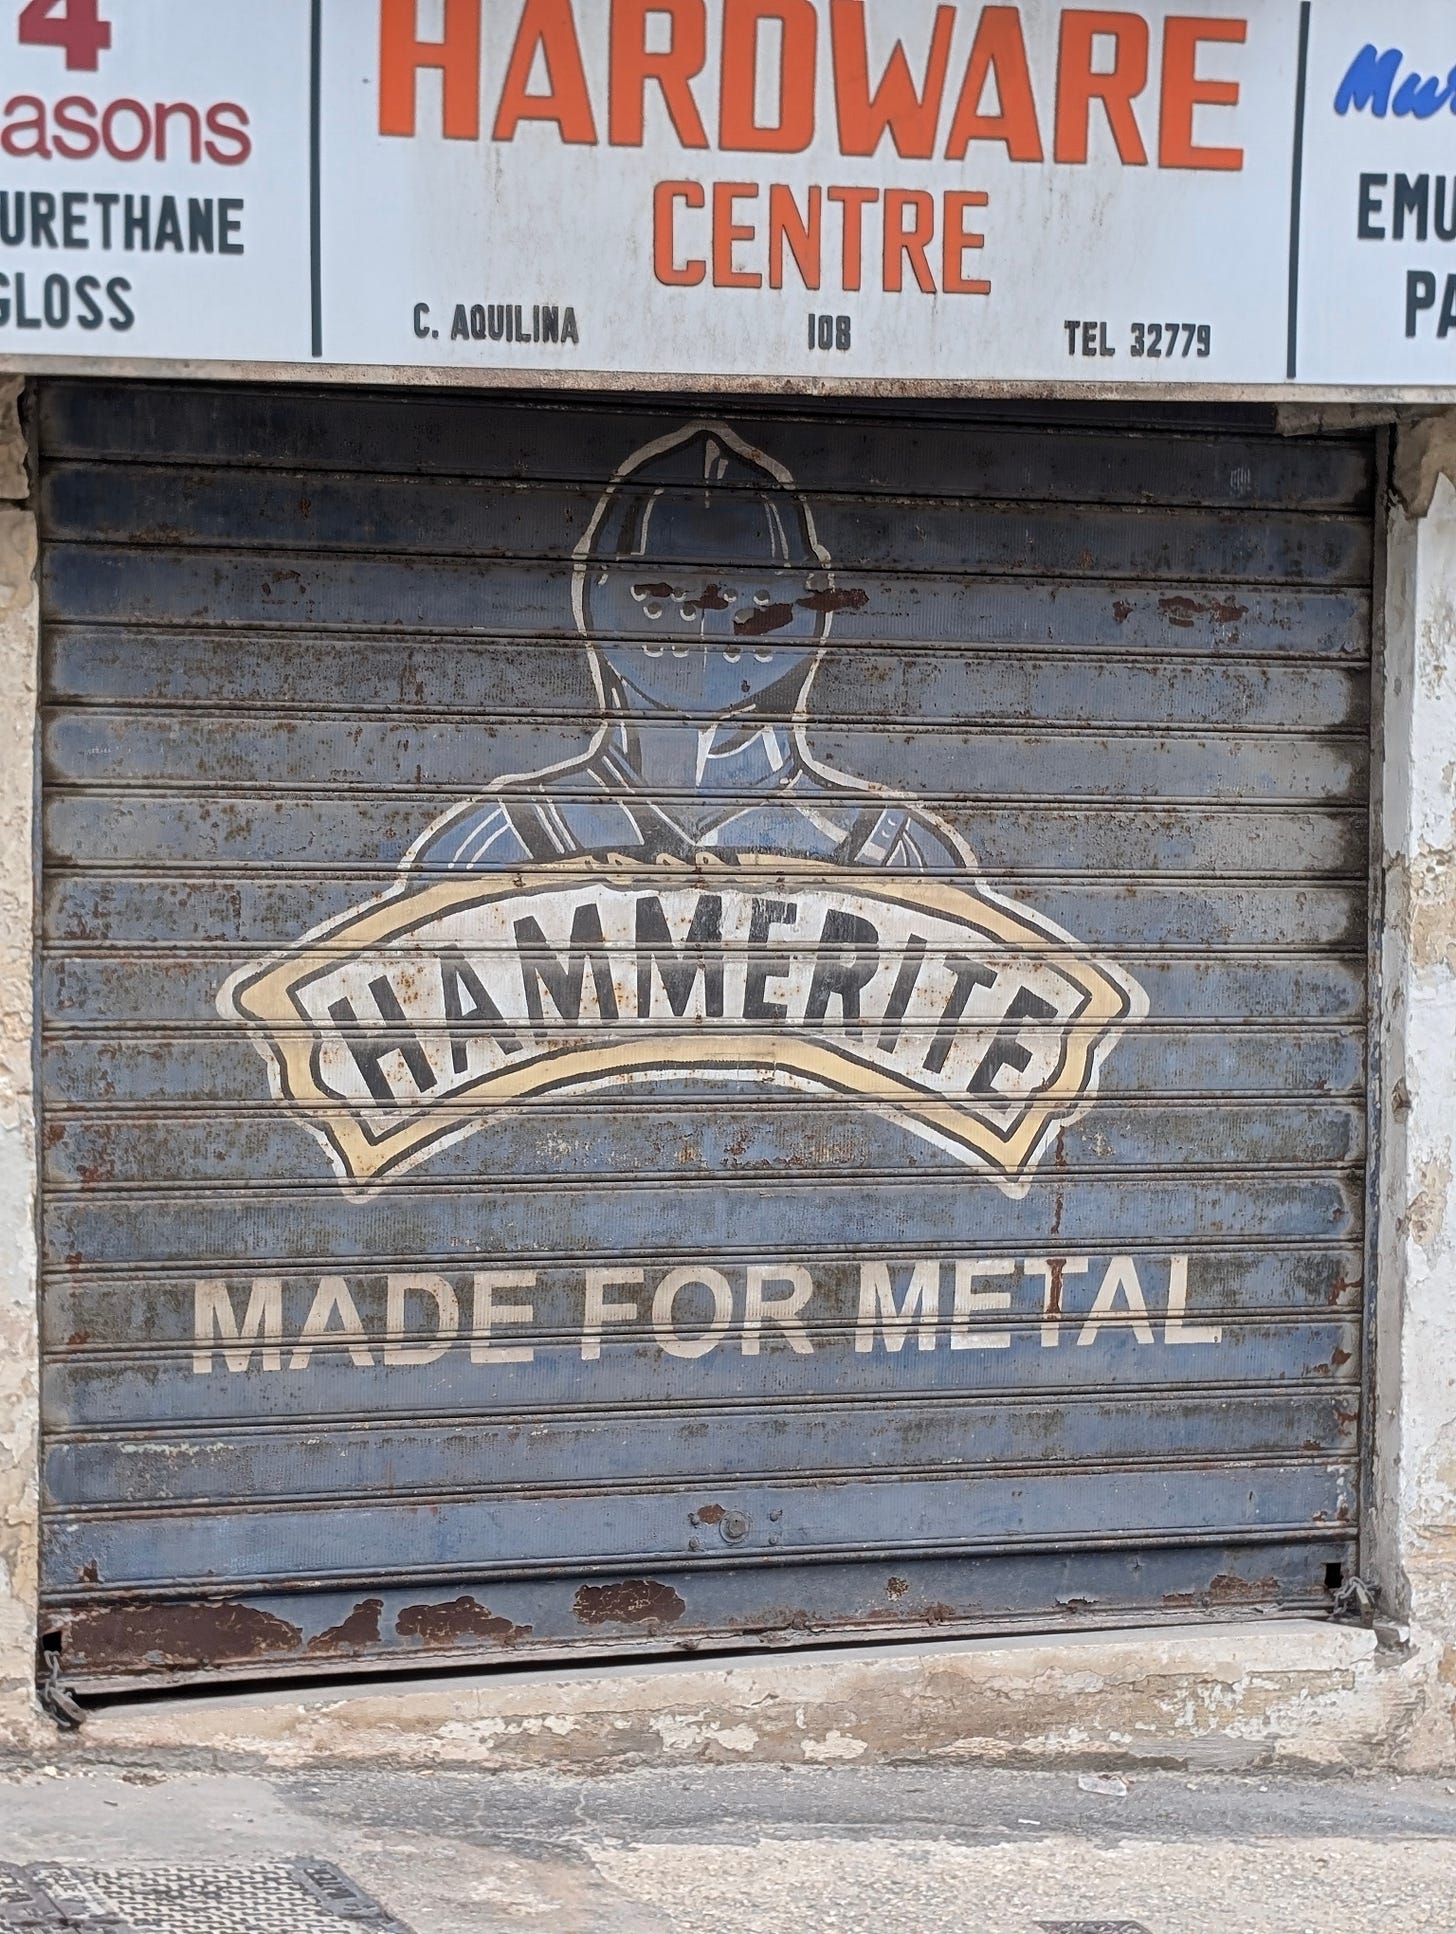 4
asons
URETHANE
GLOSS
HARDWARE
CENTRE
C. AQUILINA 108 TEL 32779
EMU
PA
HAMMERITE
MADE FOR METAL